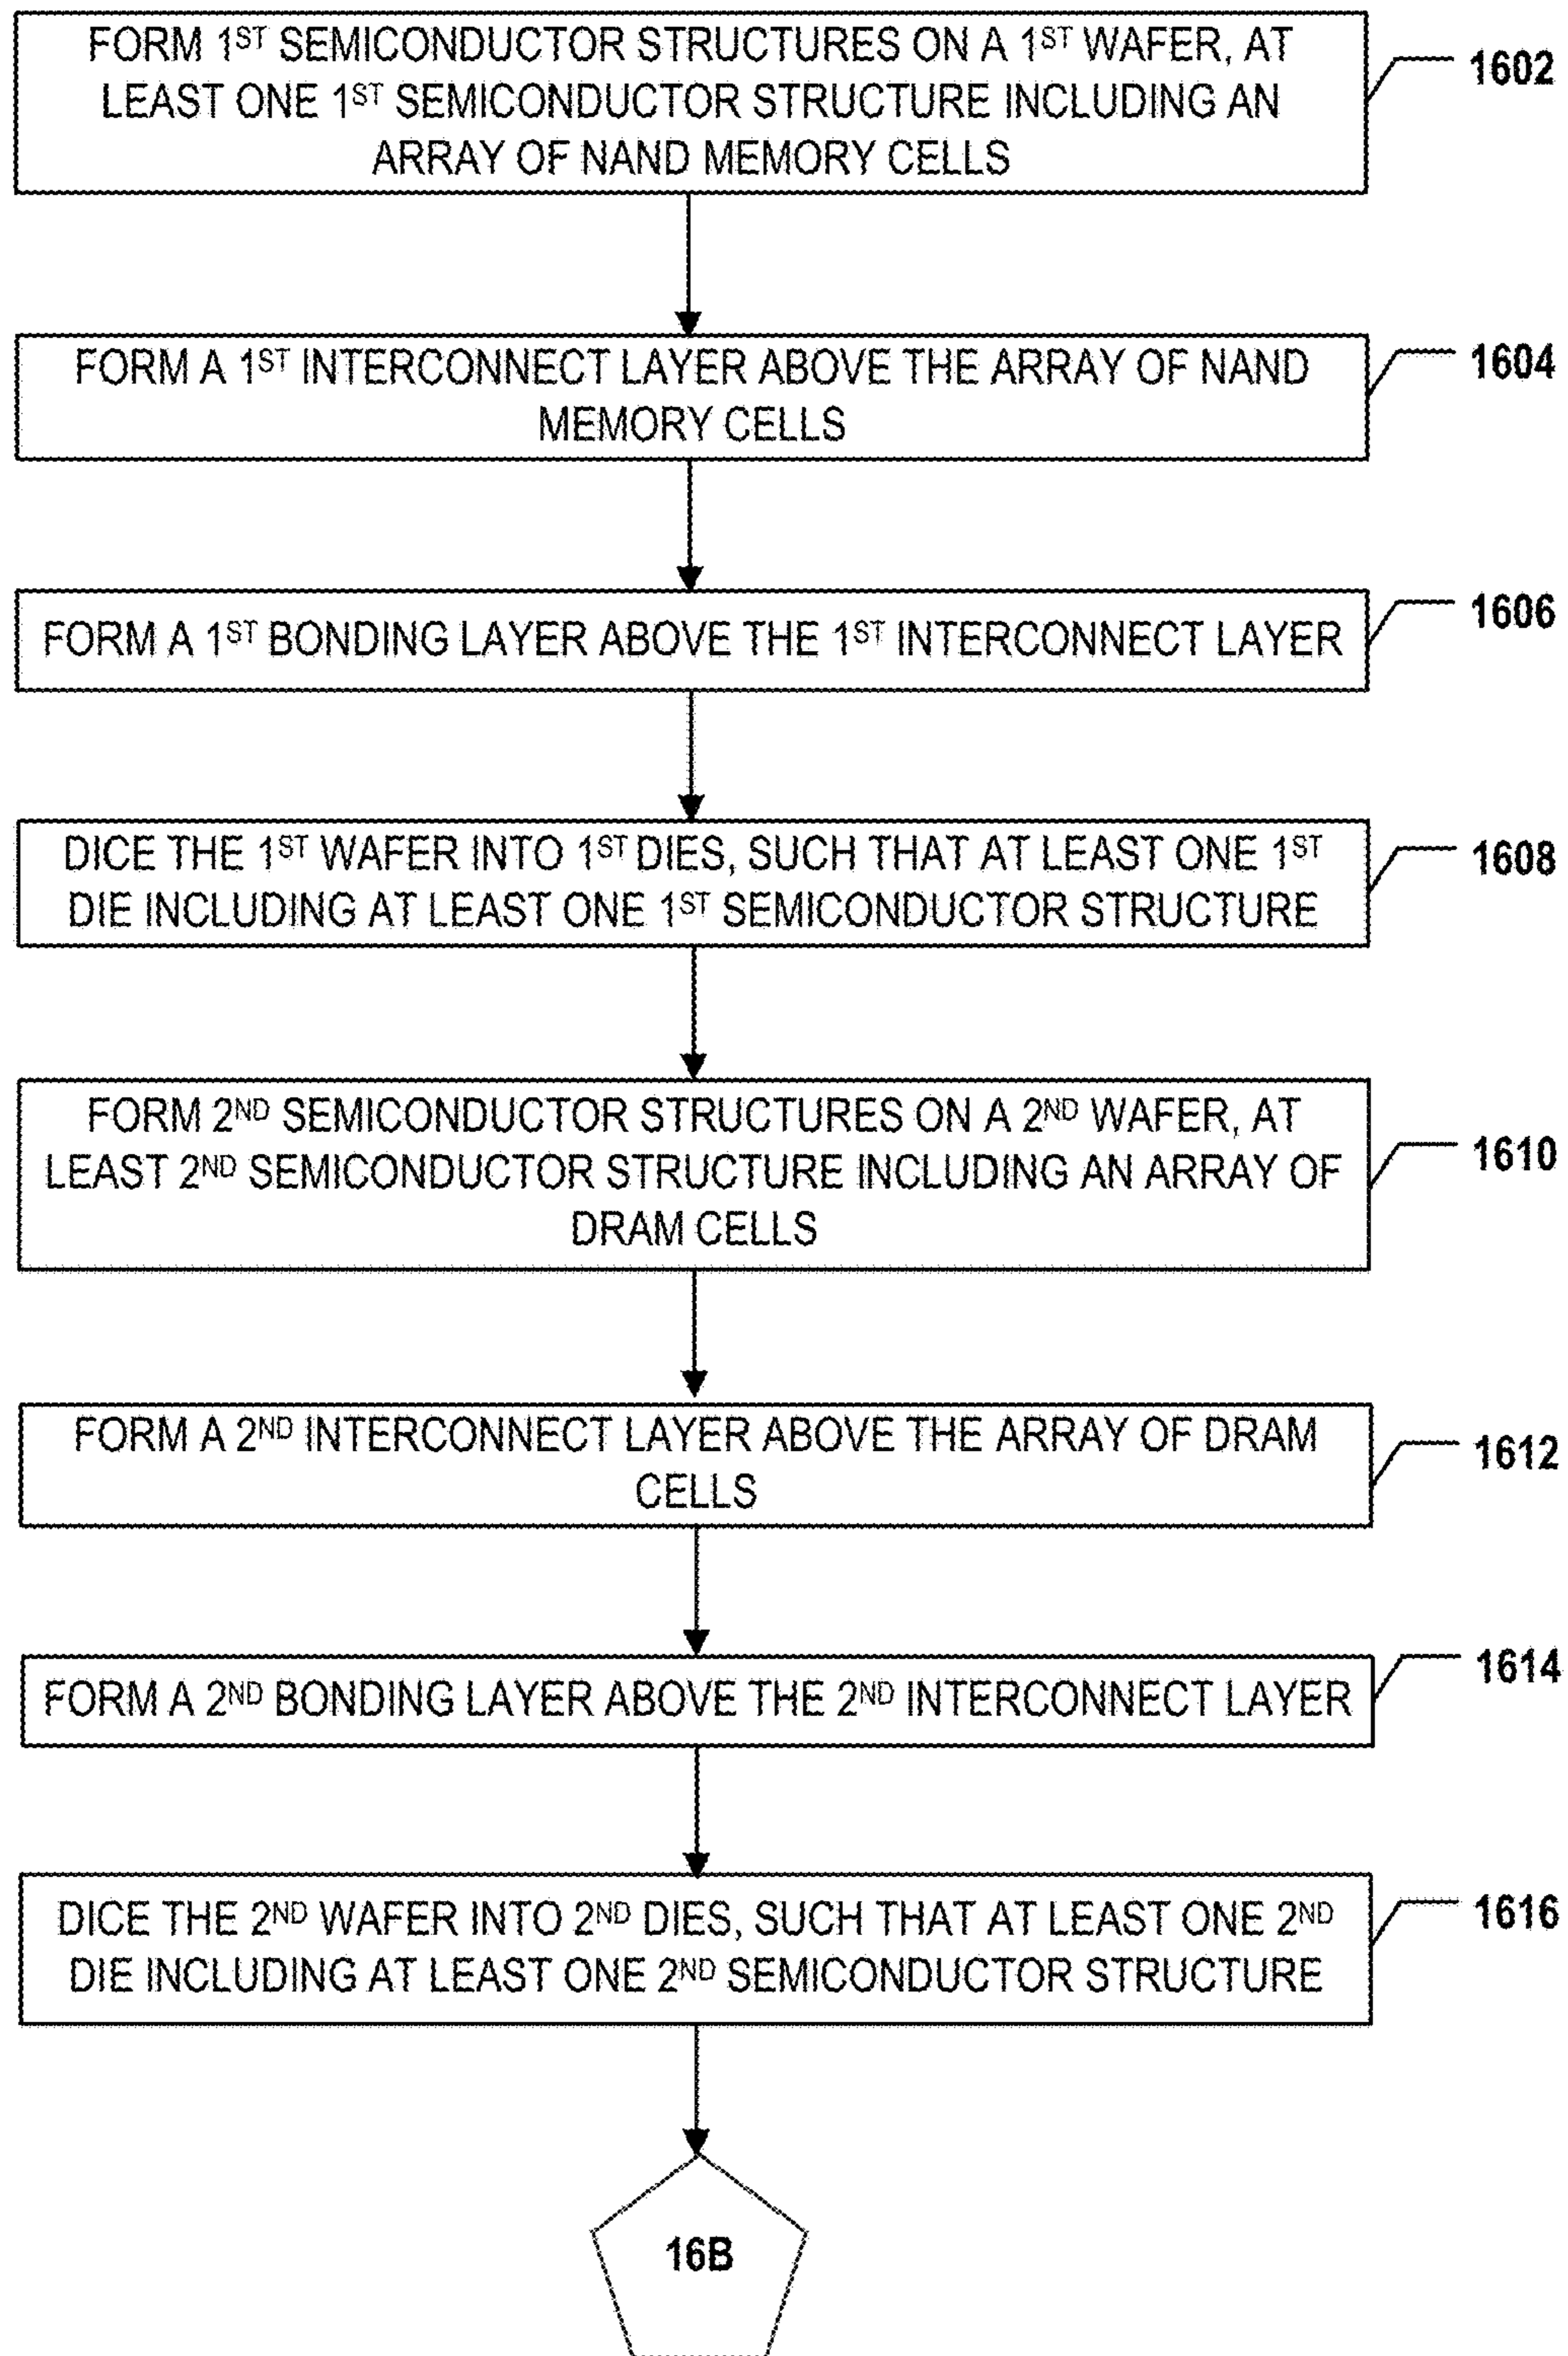 FORM 1ST SEMICONDUCTOR STRUCTURES ON A 1ST WAFER, AT
LEAST ONE 1ST SEMICONDUCTOR STRUCTURE INCLUDING AN
ARRAY OF NAND MEMORY CELLS
1602
FORM A 1ST INTERCONNECT LAYER ABOVE THE ARRAY OF NAND
MEMORY CELLS
1604
FORM A 1ST BONDING LAYER ABOVE THE 1ST INTERCONNECT LAYER
1606
DICE THE 1ST WAFER INTO 1ST DIES, SUCH THAT AT LEAST ONE 1ST
DIE INCLUDING AT LEAST ONE 1ST SEMICONDUCTOR STRUCTURE
1608
FORM 2ND SEMICONDUCTOR STRUCTURES ON A 2ND WAFER, AT
LEAST 2ND SEMICONDUCTOR STRUCTURE INCLUDING AN ARRAY OF
DRAM CELLS
1610
FORM A 2ND INTERCONNECT LAYER ABOVE THE ARRAY OF DRAM
CELLS
1612
FORM A 2ND BONDING LAYER ABOVE THE 2ND INTERCONNECT LAYER
1614
DICE THE 2ND WAFER INTO 2ND DIES, SUCH THAT AT LEAST ONE 2ND
DIE INCLUDING AT LEAST ONE 2ND SEMICONDUCTOR STRUCTURE
1616
16B